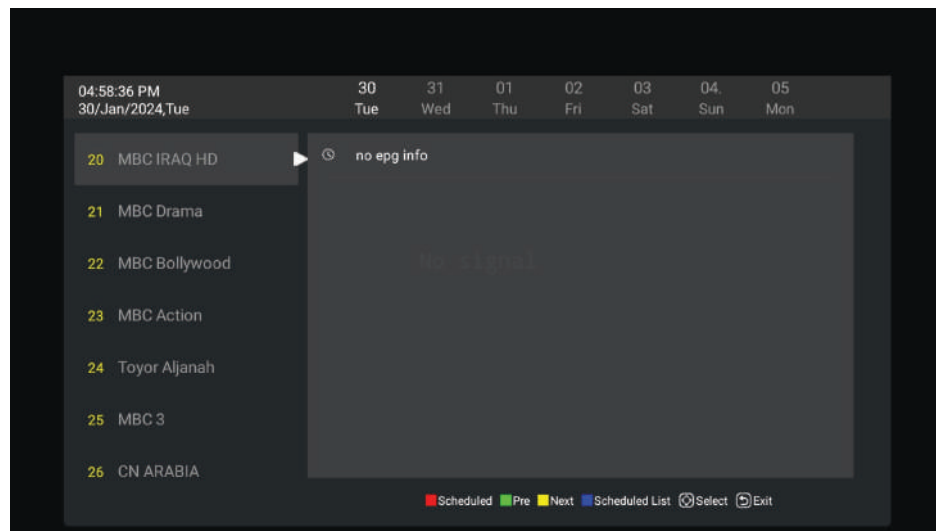 04:58:36 PM
30/Jan/2024,Tue
30 31 01 02 03 04. 05
Tue Wed Thu Fri Sat Sun Mon
20 MBC IRAQ HD
no epg info
21 MBC Drama
22 MBC Bollywood
No signal
23 MBC Action
24 Toyor Aljanah
25 MBC 3
26 CN ARABIA
Scheduled Pre Next Scheduled List Select Exit